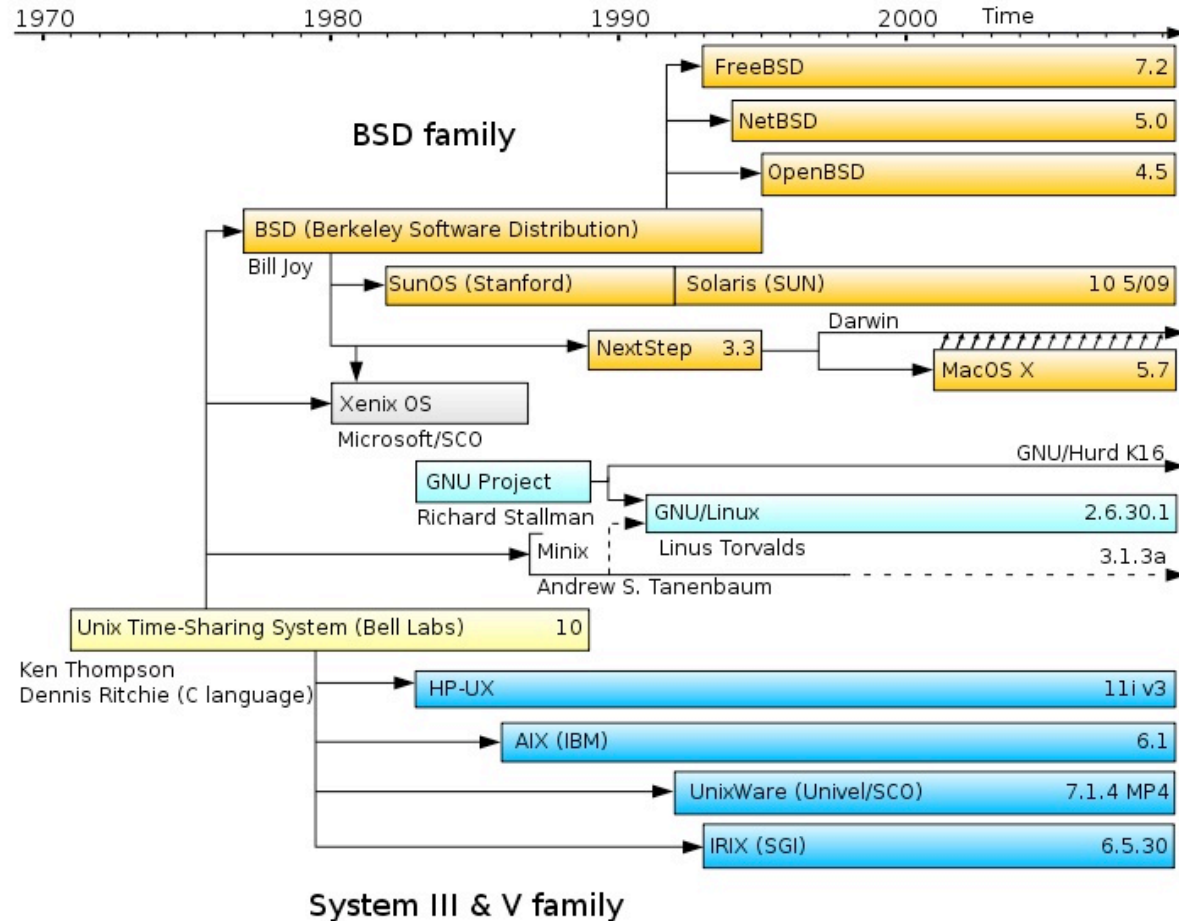 1970 1980 1990 2000 Time
FreeBSD 7.2
BSD family
NetBSD 5.0
OpenBSD 4.5
BSD (Berkeley Software Distribution)
Bill Joy
SunOS (Stanford) Solaris (SUN) 10 5/09
Darwin
NextStep 3.3
MacOS X 5.7
Xenix OS
Microsoft/SCO
GNU/Hurd K16
GNU Project
Richard Stallman
GNU/Linux 2.6.30.1
Linus Torvalds
Minix
3.1.3a
Andrew S. Tanenbaum
Unix Time-Sharing System (Bell Labs) 10
Ken Thompson
Dennis Ritchie (C language)
HP-UX 11i v3
AIX (IBM) 6.1
UnixWare (Univel/SCO) 7.1.4 MP4
IRIX (SGI) 6.5.30
System III & V family